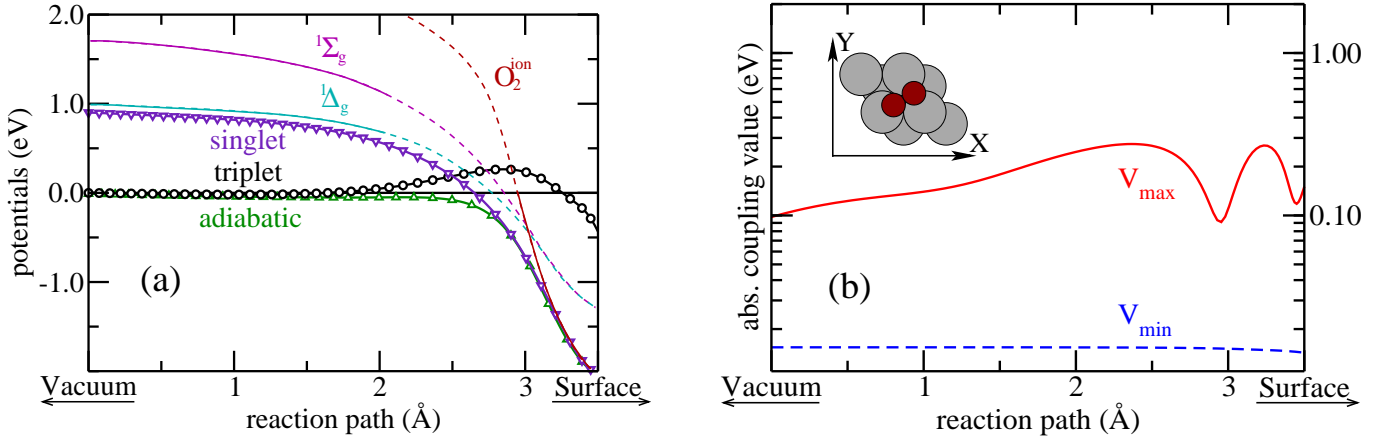 2.0
1.0
0.0
-1.0
potentials (eV)
¹Σg
¹Δg
O₂ion
singlet
triplet
adiabatic
(a)
Vacuum
1
2
3
Surface
reaction path (Å)
abs. coupling value (eV)
Y
X
1.00
0.10
Vmax
Vmin
(b)
Vacuum
1
2
3
Surface
reaction path (Å)